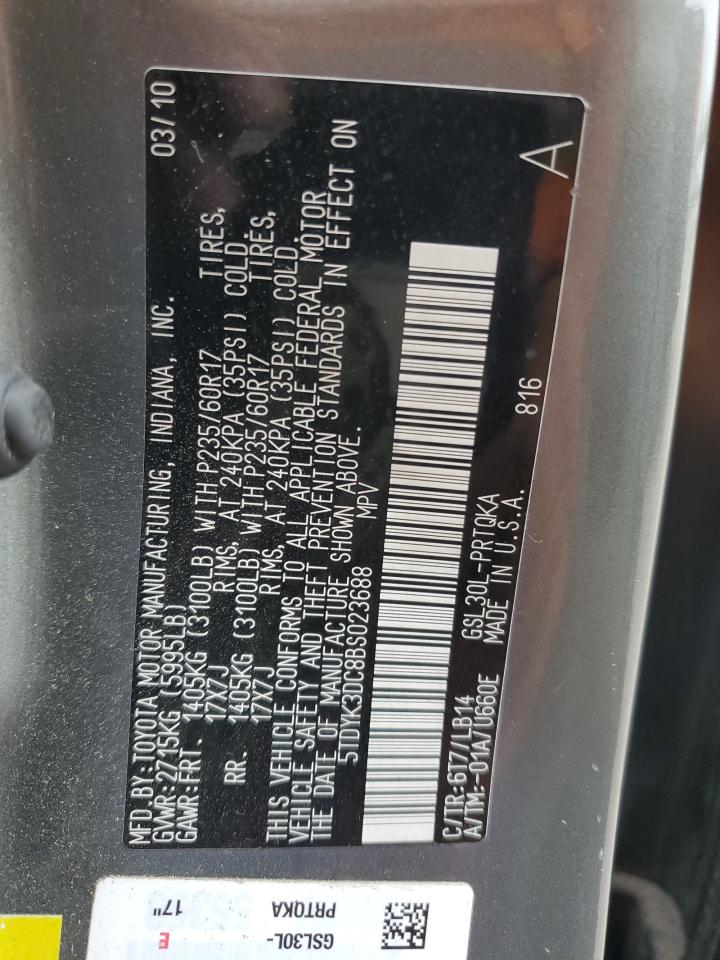 MFD.BY:TOYOTA MOTOR MANUFACTURING, INDIANA, INC. 03/10
GVWR:2715KG (5995LB)
GAWR:FRT. 1405KG (3100LB) WITH P235/60R17 TIRES,
17X7J RIMS, AT 240KPA (35PSI) COLD.
RR. 1405KG (3100LB) WITH P235/60R17 TIRES,
17X7J RIMS, AT 240KPA (35PSI) COLD.
THIS VEHICLE CONFORMS TO ALL APPLICABLE FEDERAL MOTOR
VEHICLE SAFETY AND THEFT PREVENTION STANDARDS IN EFFECT ON
THE DATE OF MANUFACTURE SHOWN ABOVE.
5TDYK3DC8BS023688 MPV
C/TR:617/LB14 GSL30L-PRTQKA 816 A
A/TM:-01A/U660E MADE IN U.S.A.
GSL30L-
PRTQKA
E 17"